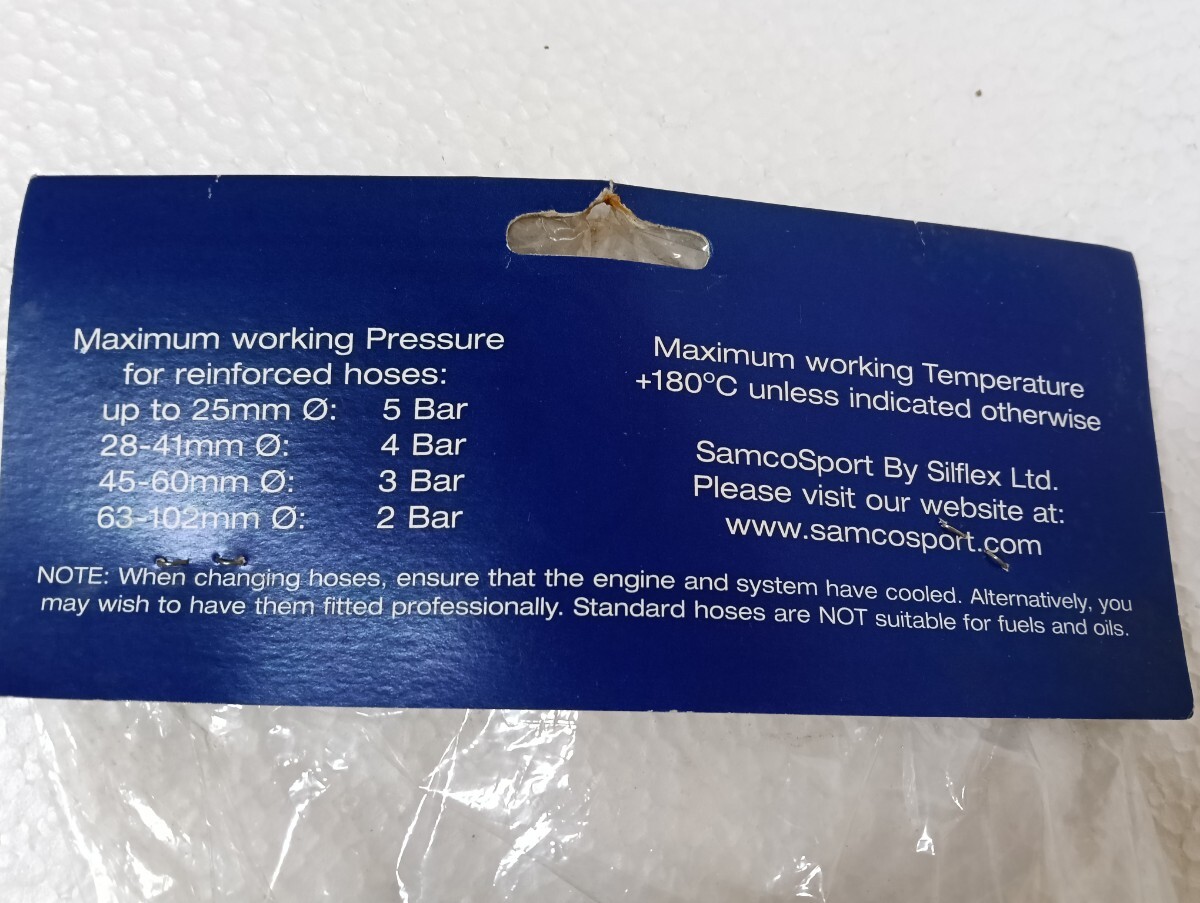 Maximum working Pressure
for reinforced hoses:
up to 25mm Ø: 5 Bar
28-41mm Ø: 4 Bar
45-60mm Ø: 3 Bar
63-102mm Ø: 2 Bar
Maximum working Temperature
+180°C unless indicated otherwise
SamcoSport By Silflex Ltd.
Please visit our website at:
www.samcosport.com
NOTE: When changing hoses, ensure that the engine and system have cooled. Alternatively, you
may wish to have them fitted professionally. Standard hoses are NOT suitable for fuels and oils.